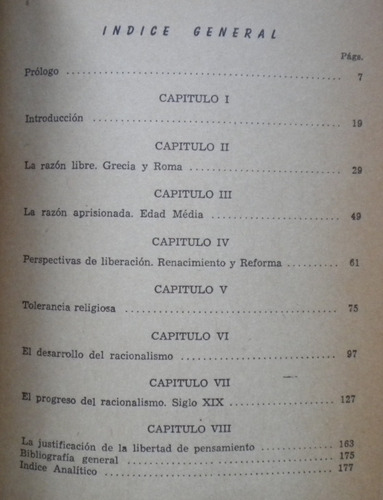 INDICE GENERAL
Págs.
Prólogo 7
CAPITULO I
Introducción 19
CAPITULO II
La razón libre. Grecia y Roma 29
CAPITULO III
La razón aprisionada. Edad Média 49
CAPITULO IV
Perspectivas de liberación. Renacimiento y Reforma 61
CAPITULO V
Tolerancia religiosa 75
CAPITULO VI
El desarrollo del racionalismo 97
CAPITULO VII
El progreso del racionalismo. Siglo XIX 127
CAPITULO VIII
La justificación de la libertad de pensamiento 163
Bibliografía general 175
Indice Analítico 177